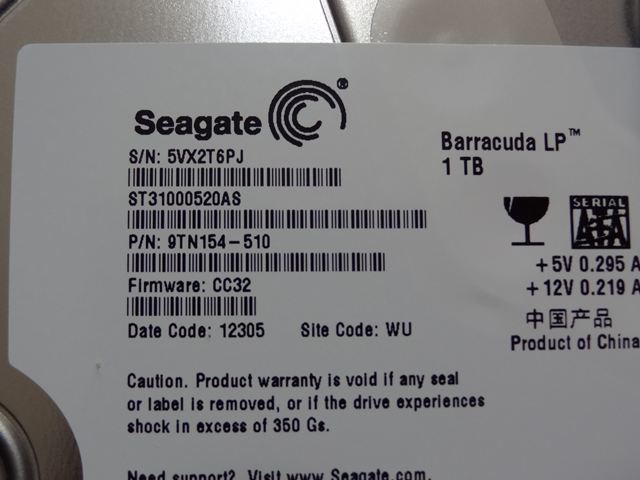 Seagate®
S/N: 5VX2T6PJ
ST31000520AS
P/N: 9TN154-510
Firmware: CC32
Date Code: 12305 Site Code: WU
Barracuda LP™
1 TB
SERIAL
ATA
+5V 0.295 A
+12V 0.219 A
中国产品
Product of China
Caution. Product warranty is void if any seal
or label is removed, or if the drive experiences
shock in excess of 350 Gs.
Need support? Visit www.Seagate.com.